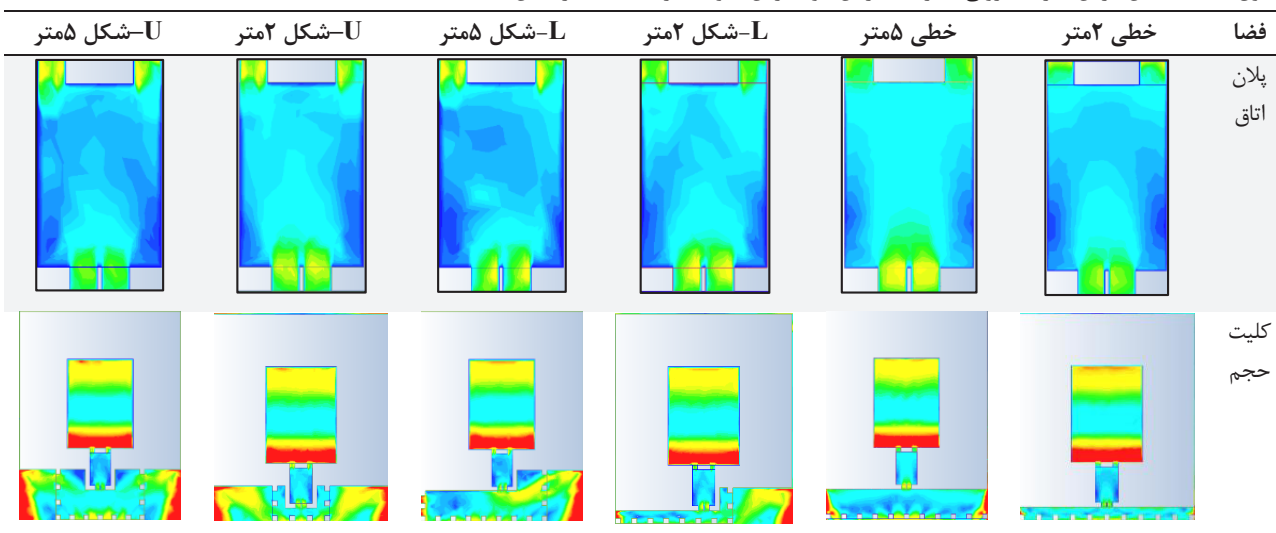 فضا خطی ۲متر خطی ۵متر L-شکل ۲متر L-شکل ۵متر U–شکل ۲متر U–شکل ۵متر
پلان
اتاق
کلیت
حجم